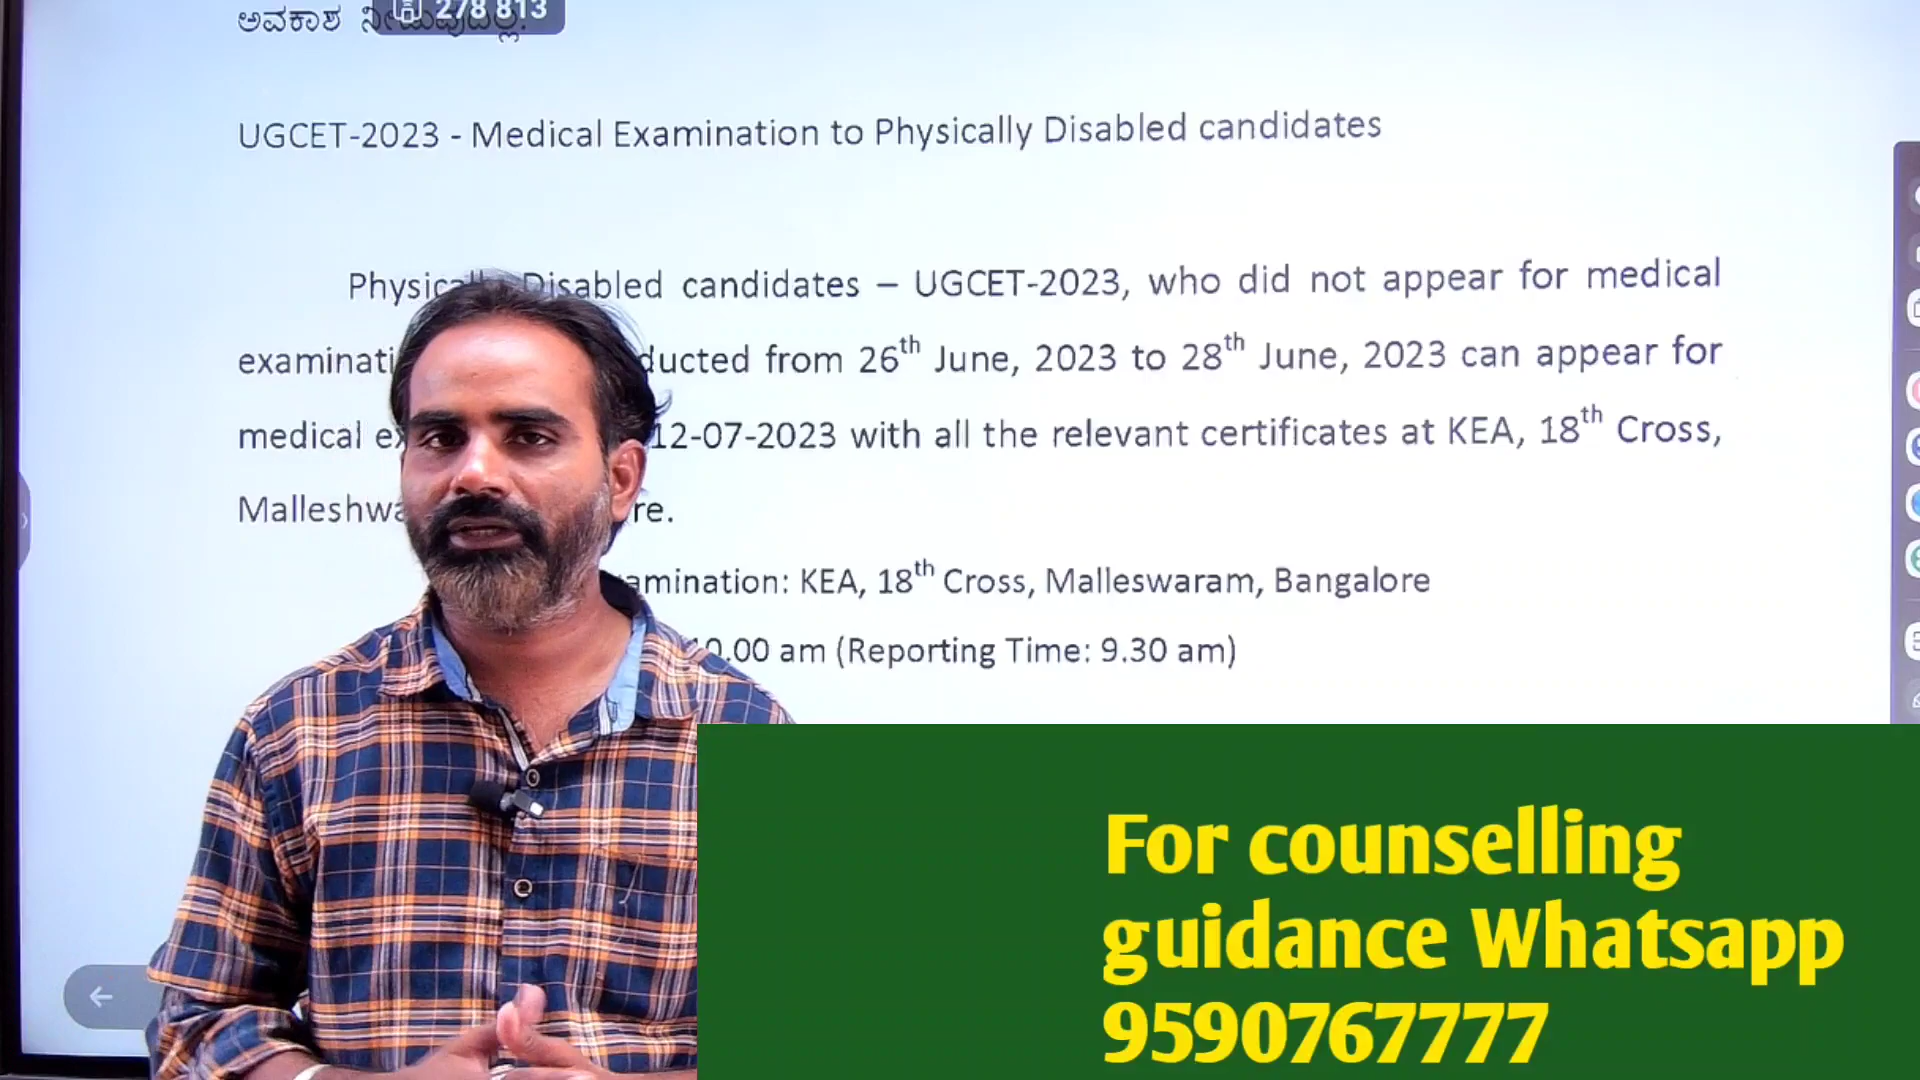 278 813
ಅವಕಾಶ
UGCET-2023 - Medical Examination to Physically Disabled candidates
Disabled candidates – UGCET-2023, who did not appear for medical
ducted from 26th June, 2023 to 28th June, 2023 can appear for
medical 12-07-2023 with all the relevant certificates at KEA, 18th Cross,
re.
amination: KEA, 18th Cross, Malleswaram, Bangalore
0.00 am (Reporting Time: 9.30 am)
For counselling
guidance Whatsapp
9590767777